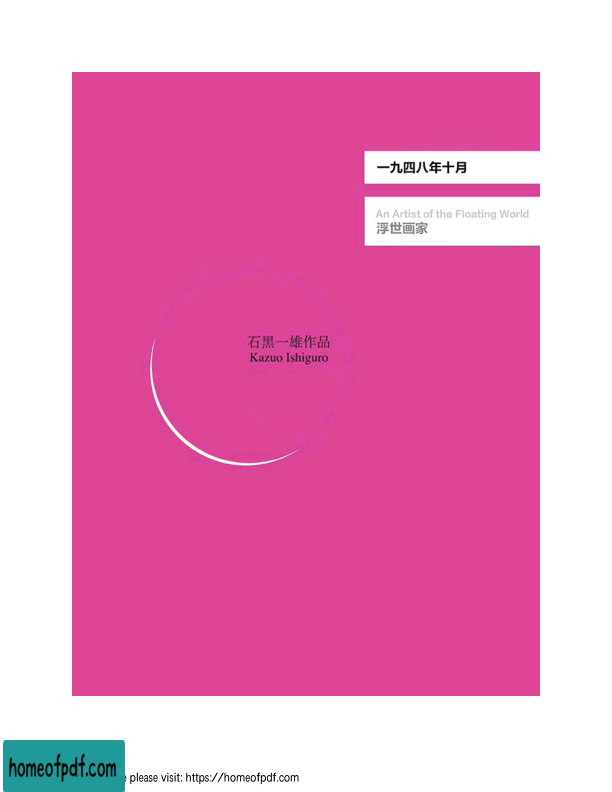 一九四八年十月
An Artist of the Floating World
浮世画家
石黑一雄作品
Kazuo Ishiguro
homeofpdf.com
please visit: https://homeofpdf.com